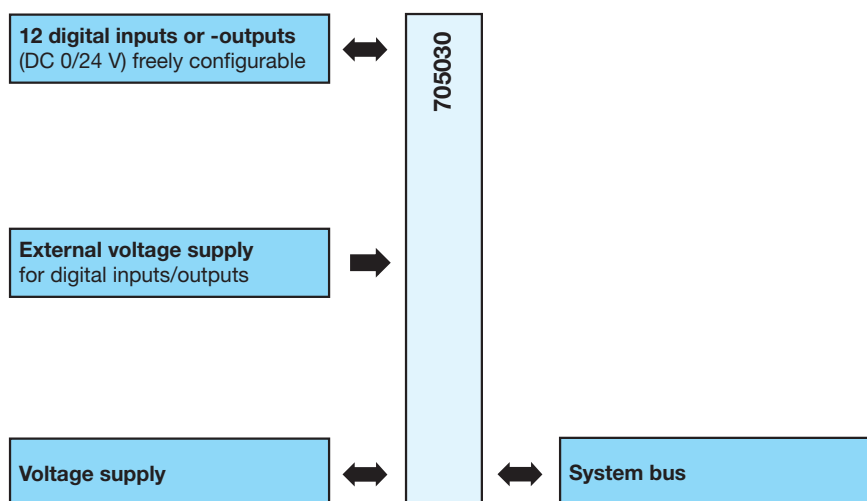 12 digital inputs or -outputs
(DC 0/24 V) freely configurable
705030
External voltage supply
for digital inputs/outputs
Voltage supply
System bus